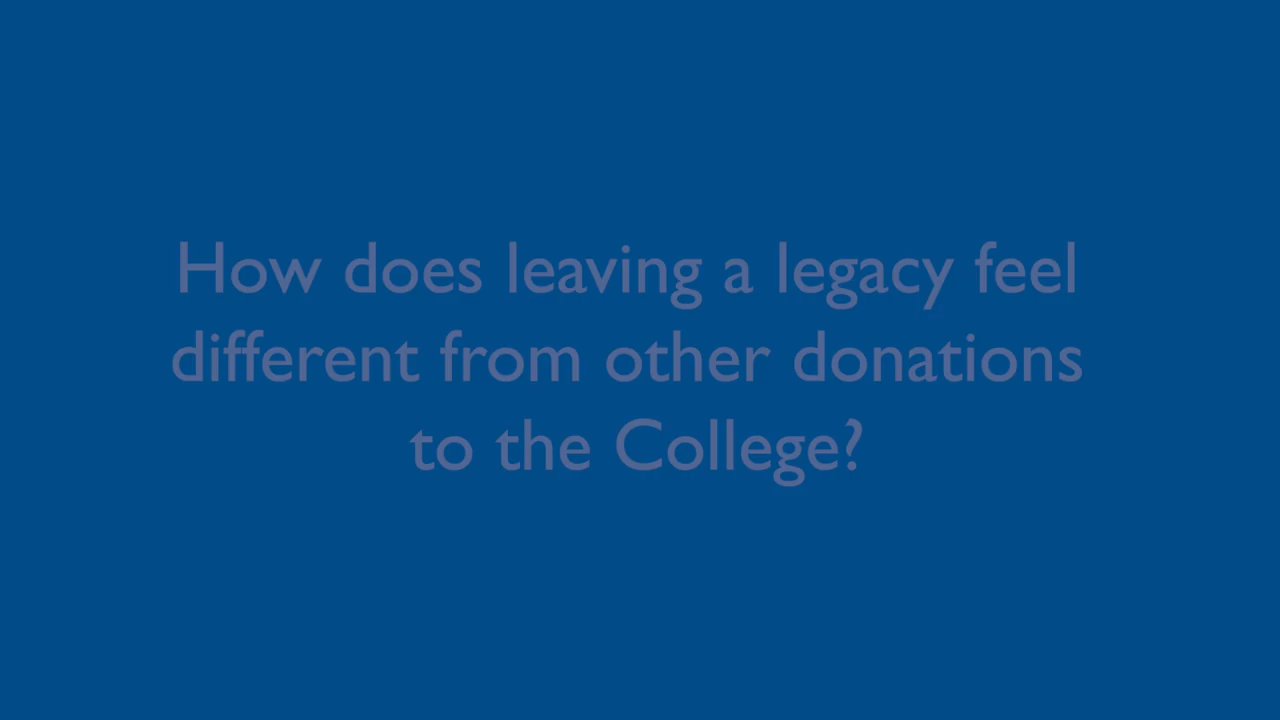 How does leaving a legacy feel
different from other donations
to the College?